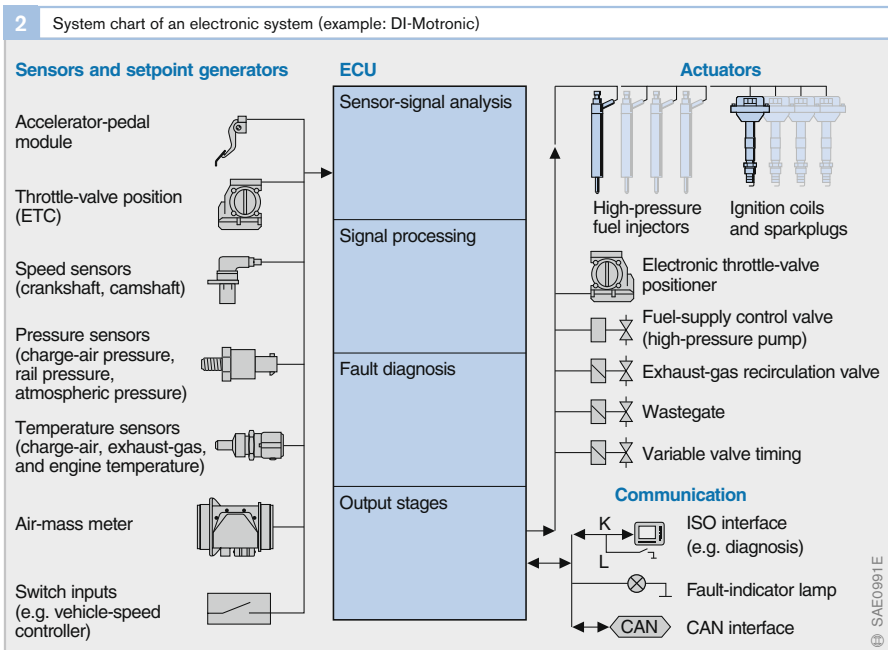 2
System chart of an electronic system (example: DI-Motronic)
Sensors and setpoint generators
Accelerator-pedal
module
Throttle-valve position
(ETC)
Speed sensors
(crankshaft, camshaft)
Pressure sensors
(charge-air pressure,
rail pressure,
atmospheric pressure)
Temperature sensors
(charge-air, exhaust-gas,
and engine temperature)
Air-mass meter
Switch inputs
(e.g. vehicle-speed
controller)
ECU
Sensor-signal analysis
Signal processing
Fault diagnosis
Output stages
Actuators
High-pressure
fuel injectors
Ignition coils
and sparkplugs
Electronic throttle-valve
positioner
Fuel-supply control valve
(high-pressure pump)
Exhaust-gas recirculation valve
Wastegate
Variable valve timing
Communication
K
L
ISO interface
(e.g. diagnosis)
Fault-indicator lamp
CAN
CAN interface
SAE0991E